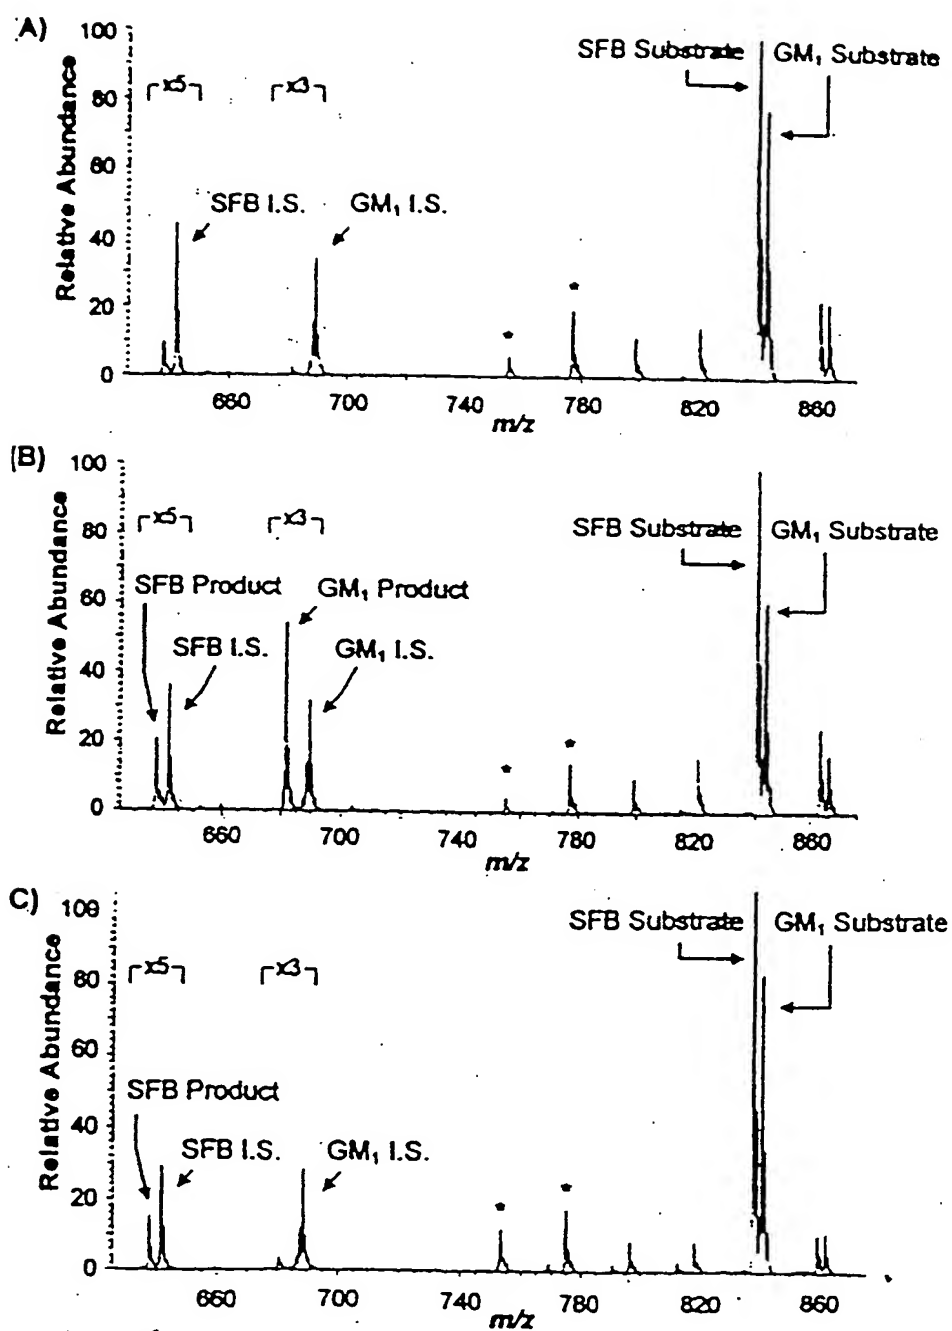 A)
SFB Substrate
GM₁ Substrate
x5
x3
SFB I.S.
GM₁ I.S.
*
*
Relative Abundance
100
80
60
40
20
0
660
700
740
780
820
860
m/z
(B)
SFB Substrate
GM₁ Substrate
x5
x3
SFB Product
GM₁ Product
SFB I.S.
GM₁ I.S.
*
*
Relative Abundance
100
80
60
40
20
0
660
700
740
780
820
860
m/z
C)
SFB Substrate
GM₁ Substrate
x5
x3
SFB Product
SFB I.S.
GM₁ I.S.
*
*
Relative Abundance
100
80
60
40
20
0
660
700
740
780
820
860
m/z